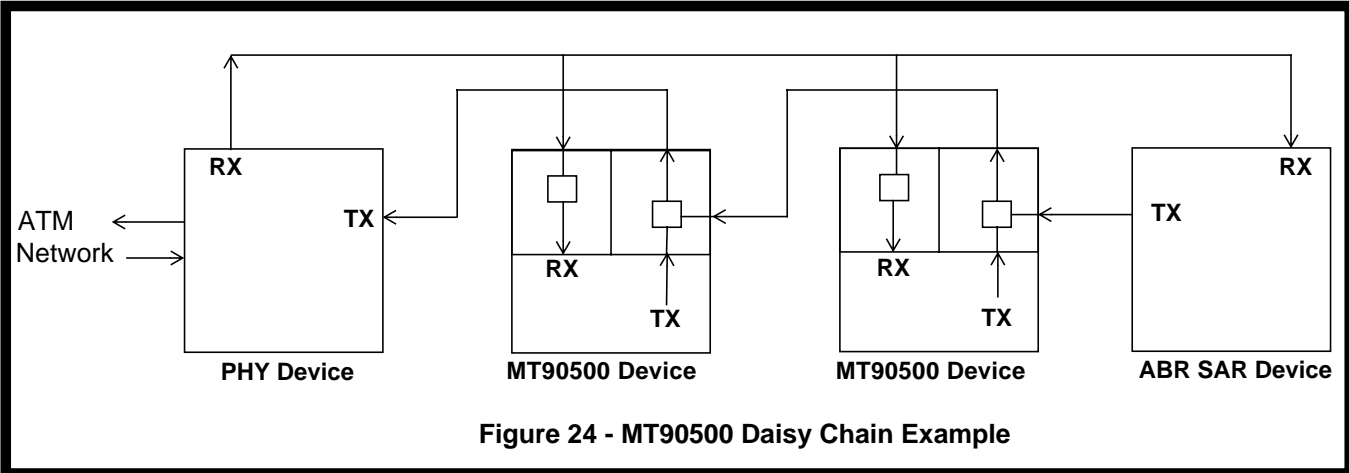 RX
RX
TX
TX
ATM
Network
RX
RX
TX
TX
PHY Device
MT90500 Device
MT90500 Device
ABR SAR Device
Figure 24 - MT90500 Daisy Chain Example